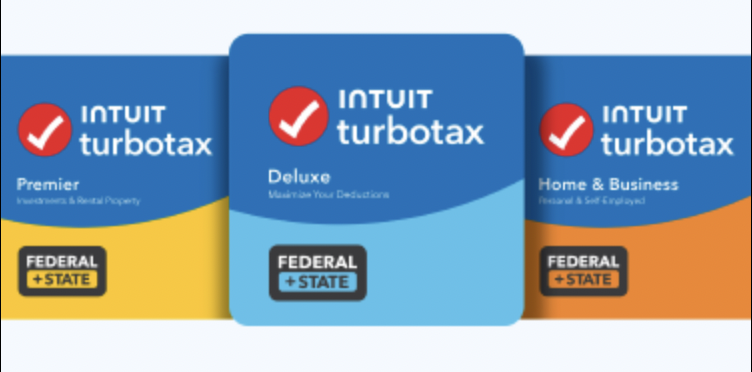 INTUIT
turbotax
Premier
Investments & Rental Property
FEDERAL
+STATE
INTUIT
turbotax
Deluxe
Maximize Your Deductions
FEDERAL
+STATE
INTUIT
turbotax
Home & Business
Personal & Self-Employed
FEDERAL
+STATE